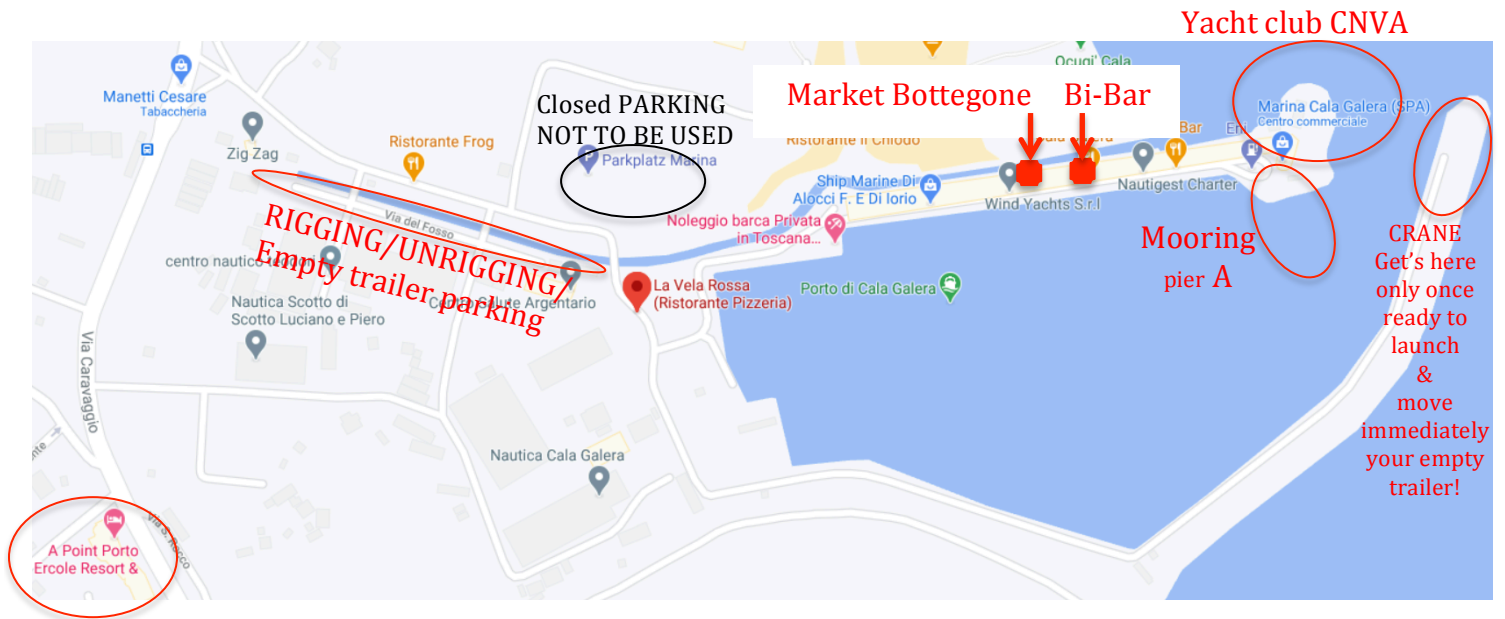 Yacht club CNVA
Ocugi' Cala
Market Bottegone
Bi-Bar
Manetti Cesare
Tabaccheria
Closed PARKING
NOT TO BE USED
Marina Cala Galera (SPA)
Centro commerciale
Zig Zag
Ristorante Frog
Parkplatz Marina
Ristorante Il Chiodo
Bar
Eni
Ship Marine Di
Alocci F. E Di Iorio
Wind Yachts S.r.l
Nautigest Charter
RIGGING/UNRIGGING/
Empty trailer parking
Via del Fosso
Noleggio barca Privata
in Toscana...
Mooring
pier A
CRANE
Get's here
only once
ready to
launch
&
move
immediately
your empty
trailer!
centro nautico
Centro Salute Argentario
La Vela Rossa
(Ristorante Pizzeria)
Porto di Cala Galera
Nautica Scotto di
Scotto Luciano e Piero
Via Caravaggio
Nautica Cala Galera
Via S. Rocco
A Point Porto
Ercole Resort &